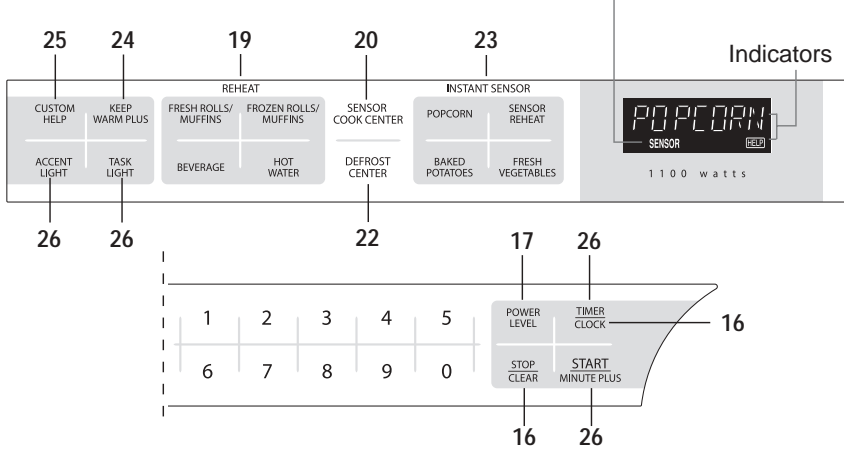 Indicators
25 24 19 20 23
REHEAT INSTANT SENSOR
CUSTOM
HELP
KEEP
WARM PLUS
FRESH ROLLS/
MUFFINS
FROZEN ROLLS/
MUFFINS
SENSOR
COOK CENTER
POPCORN
SENSOR
REHEAT
ACCENT
LIGHT
TASK
LIGHT
BEVERAGE
HOT
WATER
DEFROST
CENTER
BAKED
POTATOES
FRESH
VEGETABLES
POPCORN
SENSOR HELP
1100 watts
26 26 22
17 26
1 2 3 4 5
POWER
LEVEL
TIMER
CLOCK
16
6 7 8 9 0
STOP
CLEAR
START
MINUTE PLUS
16 26